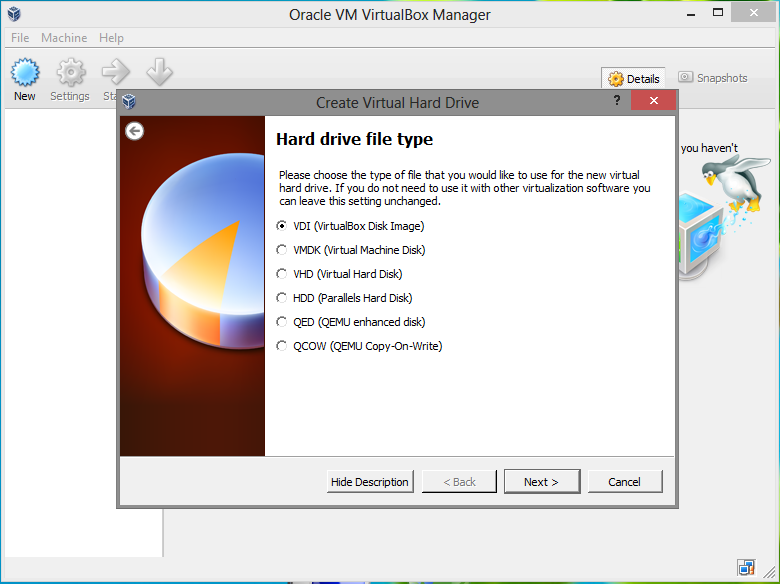 Oracle VM VirtualBox Manager
File Machine Help
New Settings
Details Snapshots
Create Virtual Hard Drive
?
you haven't
Hard drive file type
Please choose the type of file that you would like to use for the new virtual
hard drive. If you do not need to use it with other virtualization software you
can leave this setting unchanged.
VDI (VirtualBox Disk Image)
VMDK (Virtual Machine Disk)
VHD (Virtual Hard Disk)
HDD (Parallels Hard Disk)
QED (QEMU enhanced disk)
QCOW (QEMU Copy-On-Write)
Hide Description < Back Next > Cancel